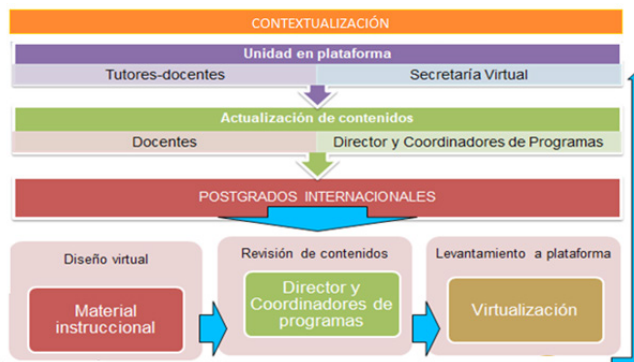 CONTEXTUALIZACIÓN
Unidad en plataforma
Tutores-docentes
Secretaría Virtual
Actualización de contenidos
Docentes
Director y Coordinadores de Programas
POSTGRADOS INTERNACIONALES
Diseño virtual
Material
instruccional
Revisión de contenidos
Director y
Coordinadores de
programas
Levantamiento a plataforma
Virtualización